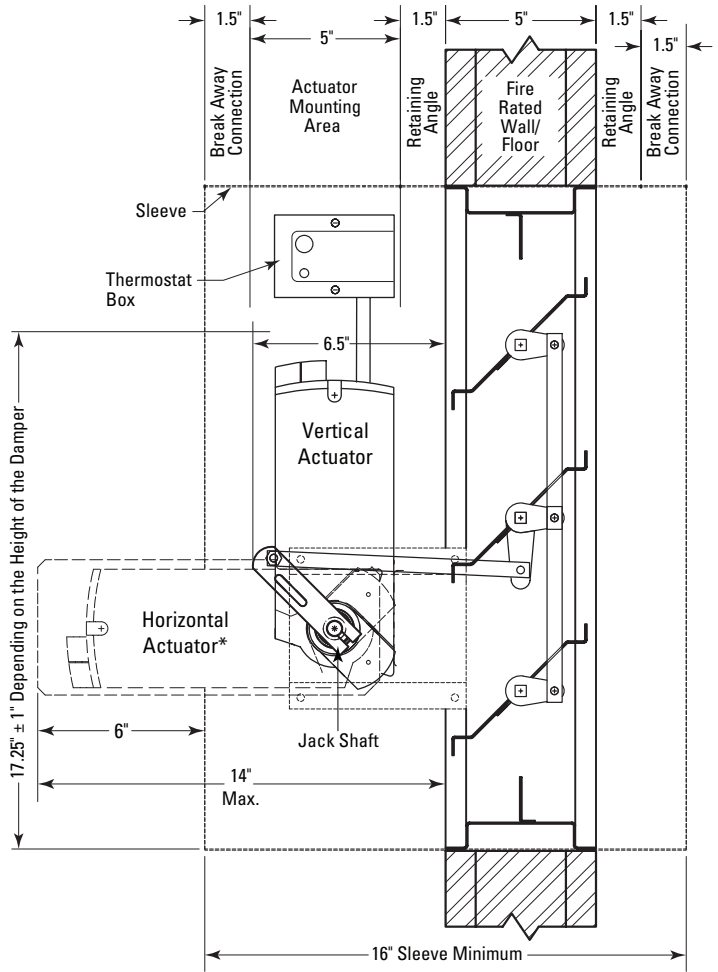 1.5"
1.5"
5"
1.5"
5"
1.5"
Break Away
Connection
Actuator
Mounting
Area
Retaining
Angle
Fire
Rated
Wall/
Floor
Retaining
Angle
Break Away
Connection
Sleeve
Thermostat
Box
6.5"
Vertical
Actuator
17.25" ± 1" Depending on the Height of the Damper
Horizontal
Actuator*
6"
Jack Shaft
14"
Max.
16" Sleeve Minimum